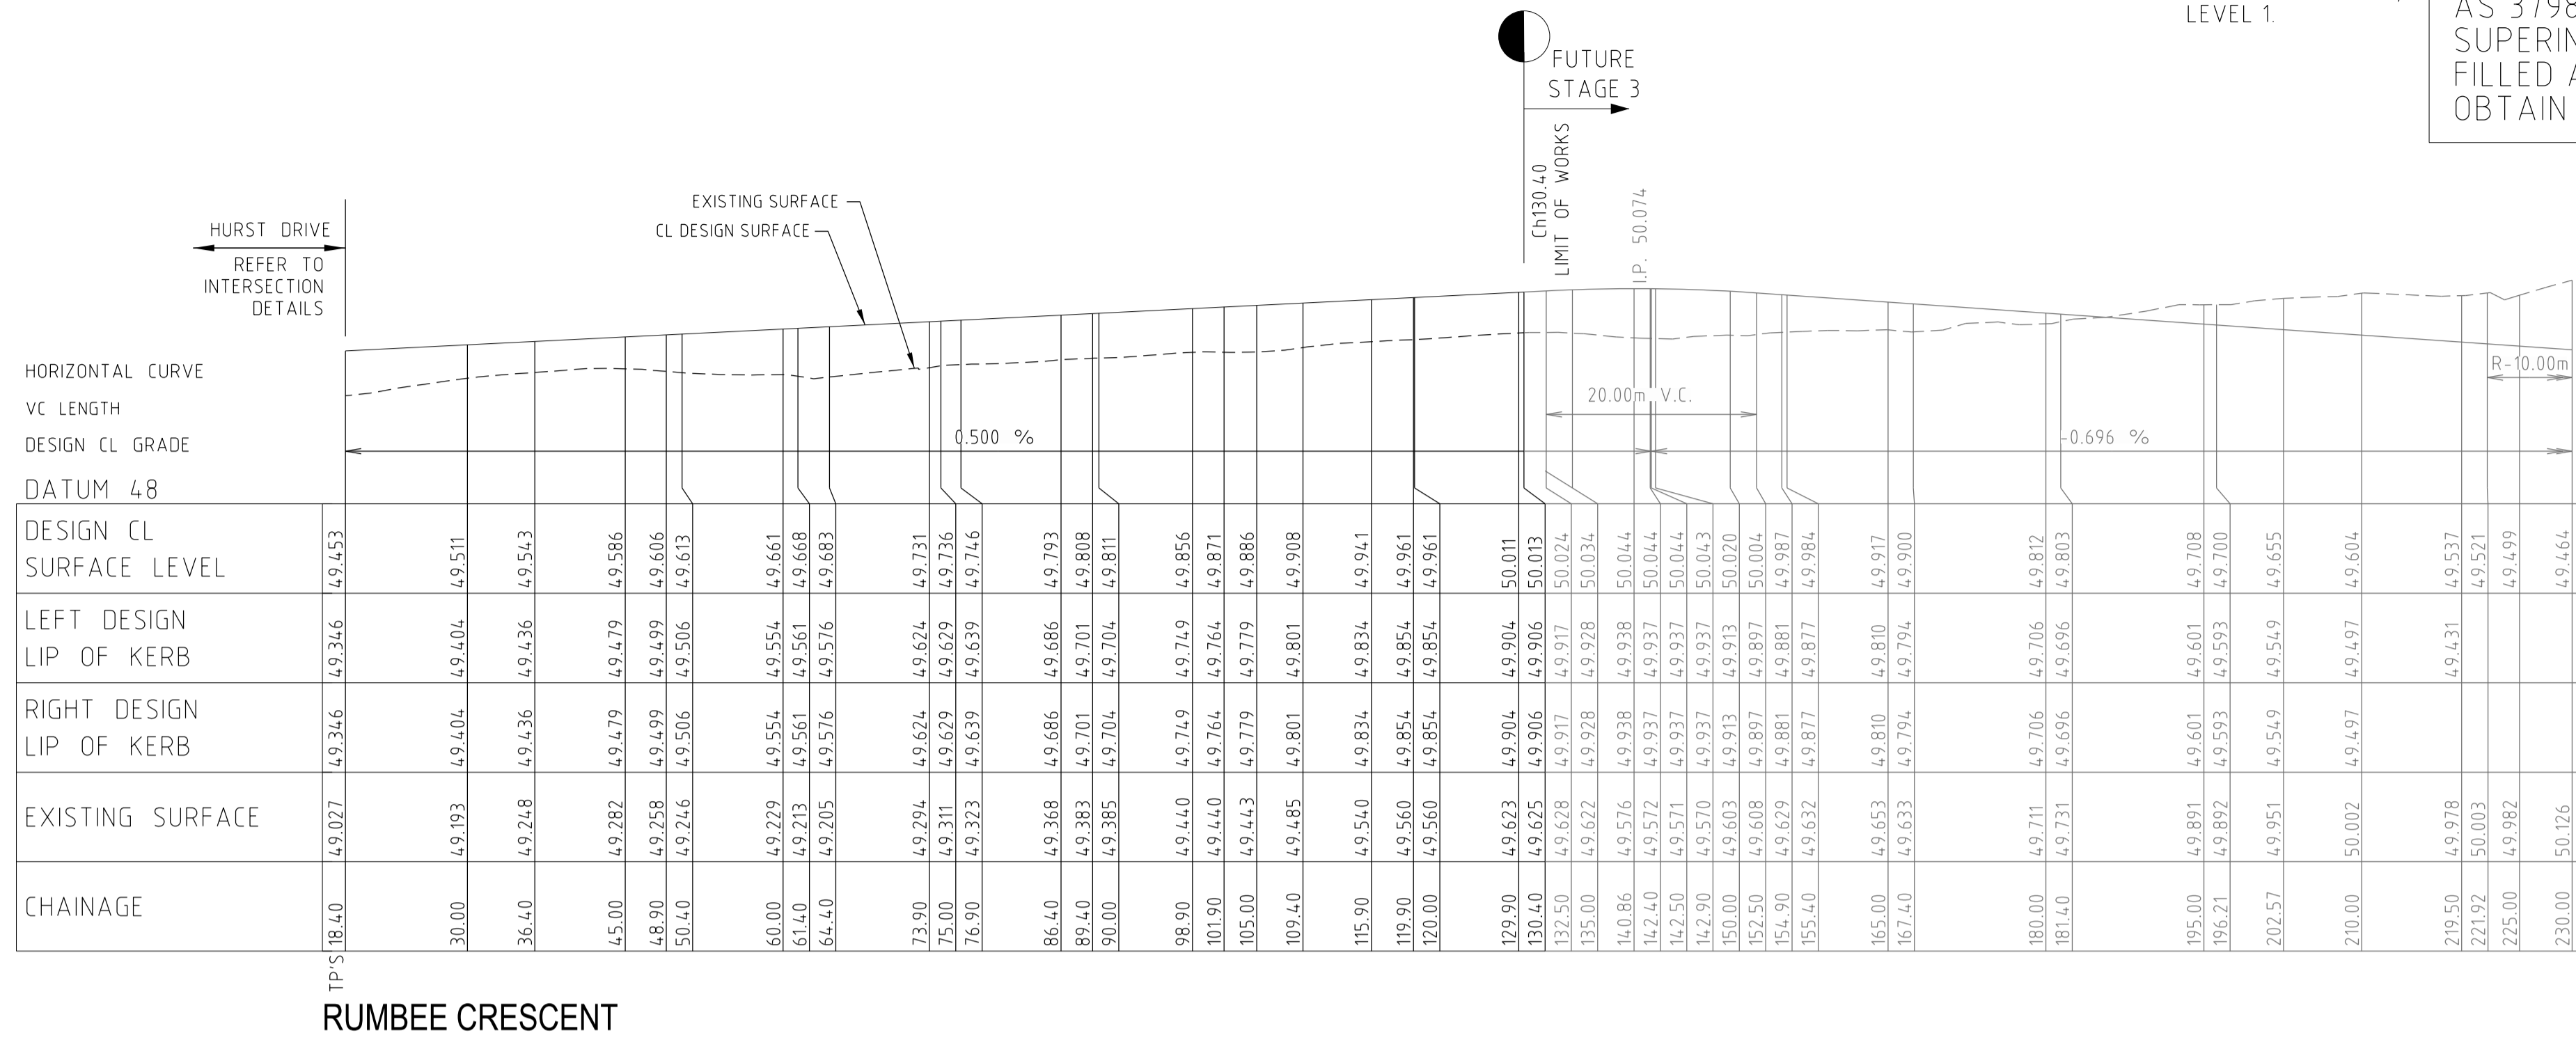 LEVEL 1.
AS 3798
SUPERIN
FILLED A
OBTAIN
FUTURE
STAGE 3
Ch130.40
LIMIT OF WORKS
I.P. 50.074
EXISTING SURFACE
CL DESIGN SURFACE
HURST DRIVE
REFER TO
INTERSECTION
DETAILS
HORIZONTAL CURVE
R-10.00m
VC LENGTH
20.00m V.C.
DESIGN CL GRADE
0.500 %
-0.696 %
DATUM 48
DESIGN CL
SURFACE LEVEL
49.453 49.511 49.543 49.586 49.606 49.613 49.661 49.668 49.683 49.731 49.736 49.746 49.793 49.808 49.811 49.856 49.871 49.886 49.908 49.941 49.961 49.961 50.011 50.013 50.024 50.034 50.044 50.044 50.044 50.043 50.020 50.004 49.987 49.984 49.917 49.900 49.812 49.803 49.708 49.700 49.655 49.604 49.537 49.521 49.499 49.464
LEFT DESIGN
LIP OF KERB
49.346 49.404 49.436 49.479 49.499 49.506 49.554 49.561 49.576 49.624 49.629 49.639 49.686 49.701 49.704 49.749 49.764 49.779 49.801 49.834 49.854 49.854 49.904 49.906 49.917 49.928 49.938 49.937 49.937 49.937 49.913 49.897 49.881 49.877 49.810 49.794 49.706 49.696 49.601 49.593 49.549 49.497 49.431
RIGHT DESIGN
LIP OF KERB
49.346 49.404 49.436 49.479 49.499 49.506 49.554 49.561 49.576 49.624 49.629 49.639 49.686 49.701 49.704 49.749 49.764 49.779 49.801 49.834 49.854 49.854 49.904 49.906 49.917 49.928 49.938 49.937 49.937 49.937 49.913 49.897 49.881 49.877 49.810 49.794 49.706 49.696 49.601 49.593 49.549 49.497
EXISTING SURFACE
49.027 49.193 49.248 49.282 49.258 49.246 49.229 49.213 49.205 49.294 49.311 49.323 49.368 49.383 49.385 49.440 49.440 49.443 49.485 49.540 49.560 49.560 49.623 49.625 49.628 49.622 49.576 49.572 49.571 49.570 49.603 49.608 49.629 49.632 49.653 49.633 49.711 49.731 49.891 49.892 49.951 50.002 49.978 50.003 49.982 50.126
CHAINAGE
18.40 30.00 36.40 45.00 48.90 50.40 60.00 61.40 64.40 73.90 75.00 76.90 86.40 89.40 90.00 98.90 101.90 105.00 109.40 115.90 119.90 120.00 129.90 130.40 132.50 135.00 140.86 142.40 142.50 142.90 150.00 152.50 154.90 155.40 165.00 167.40 180.00 181.40 195.00 196.21 202.57 210.00 219.50 221.92 225.00 230.00
TP'S
RUMBEE CRESCENT